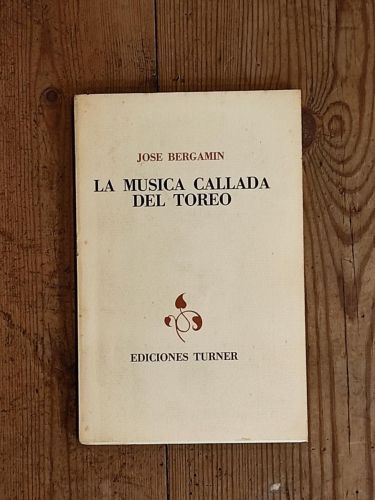 JOSE BERGAMIN
LA MUSICA CALLADA
DEL TOREO
EDICIONES TURNER